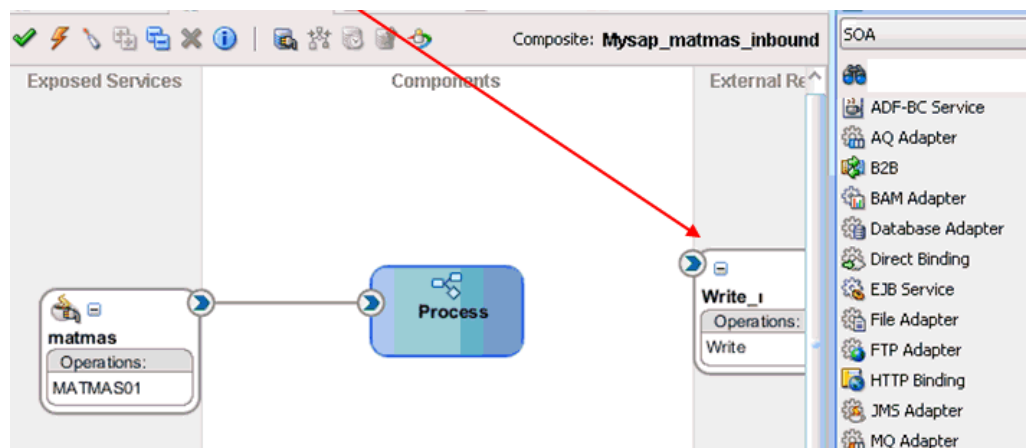 Composite: Mysap_matmas_inbound
Exposed Services
Components
External Re
matmas
Operations:
MATMAS01
Process
Write_
Operations:
Write
SOA
ADF-BC Service
AQ Adapter
B2B
BAM Adapter
Database Adapter
Direct Binding
EJB Service
File Adapter
FTP Adapter
HTTP Binding
JMS Adapter
MQ Adapter